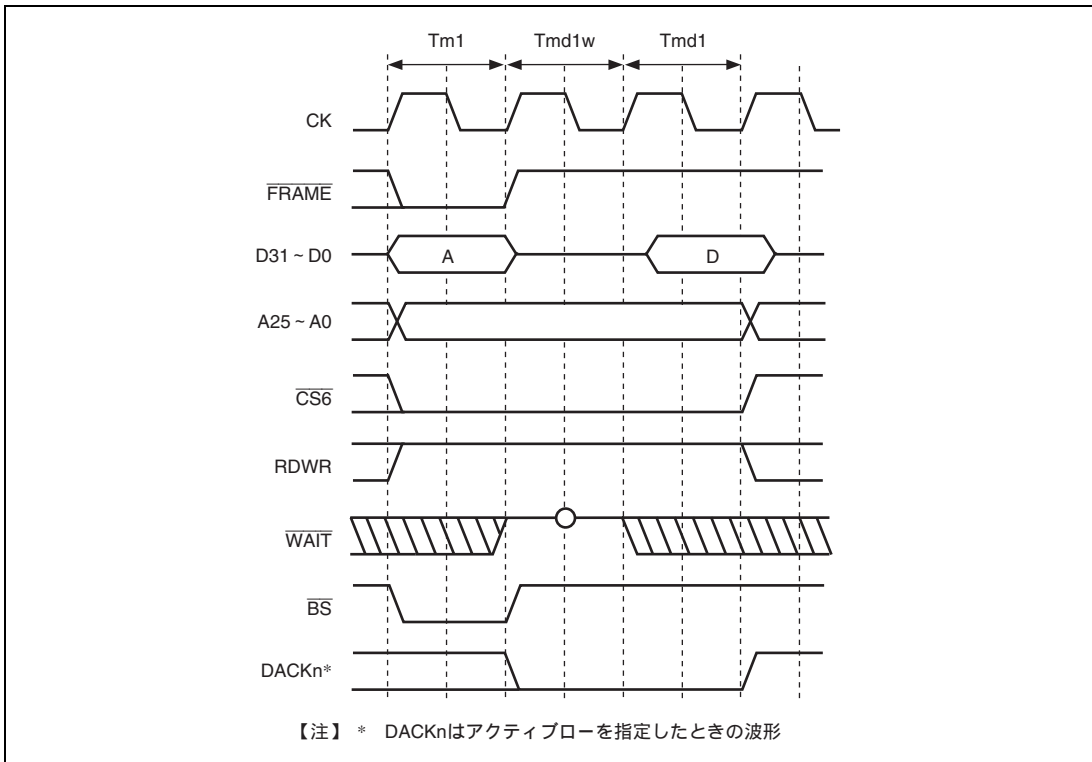 Tm1 Tmd1w Tmd1
CK
FRAME
D31 ~ D0 A D
A25 ~ A0
CS6
RDWR
WAIT
BS
DACKn*
【注】 * DACKnはアクティブローを指定したときの波形